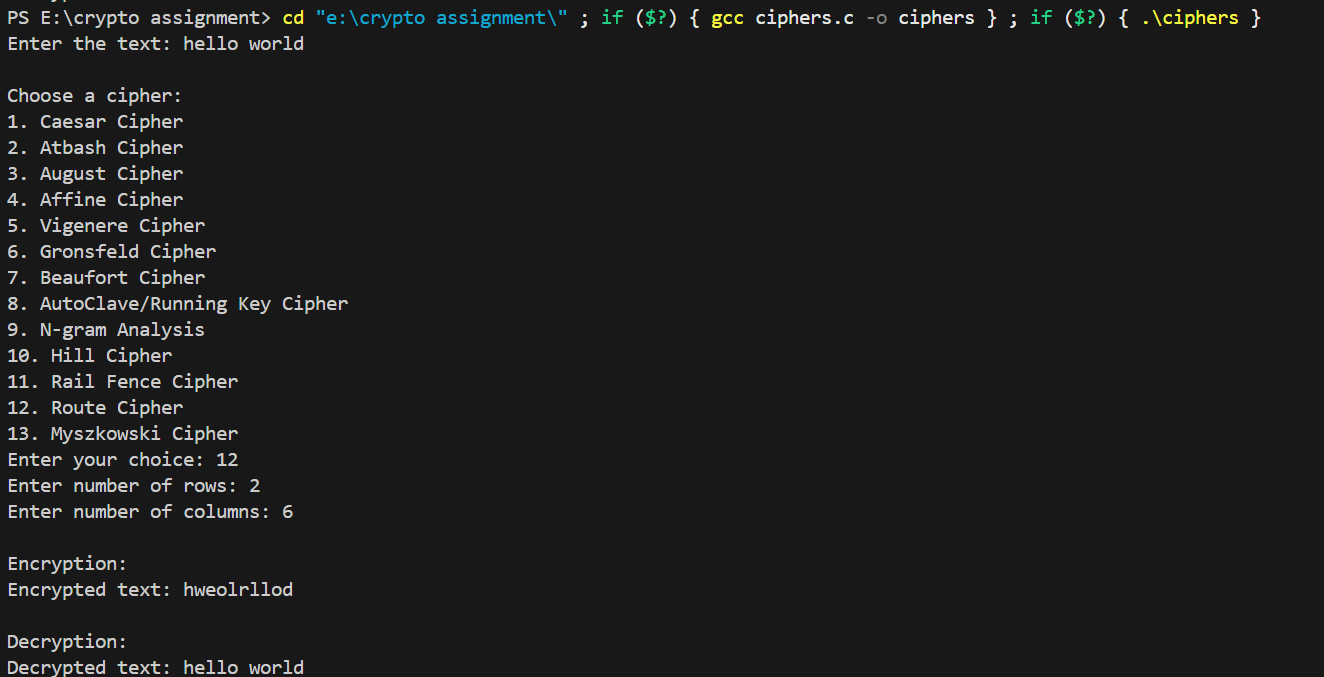 PS E:\crypto assignment> cd "e:\crypto assignment\" ; if ($?) { gcc ciphers.c -o ciphers } ; if ($?) { .\ciphers }
Enter the text: hello world
Choose a cipher:
1. Caesar Cipher
2. Atbash Cipher
3. August Cipher
4. Affine Cipher
5. Vigenere Cipher
6. Gronsfeld Cipher
7. Beaufort Cipher
8. AutoClave/Running Key Cipher
9. N-gram Analysis
10. Hill Cipher
11. Rail Fence Cipher
12. Route Cipher
13. Myszkowski Cipher
Enter your choice: 12
Enter number of rows: 2
Enter number of columns: 6
Encryption:
Encrypted text: hweolrllod
Decryption:
Decrypted text: hello world